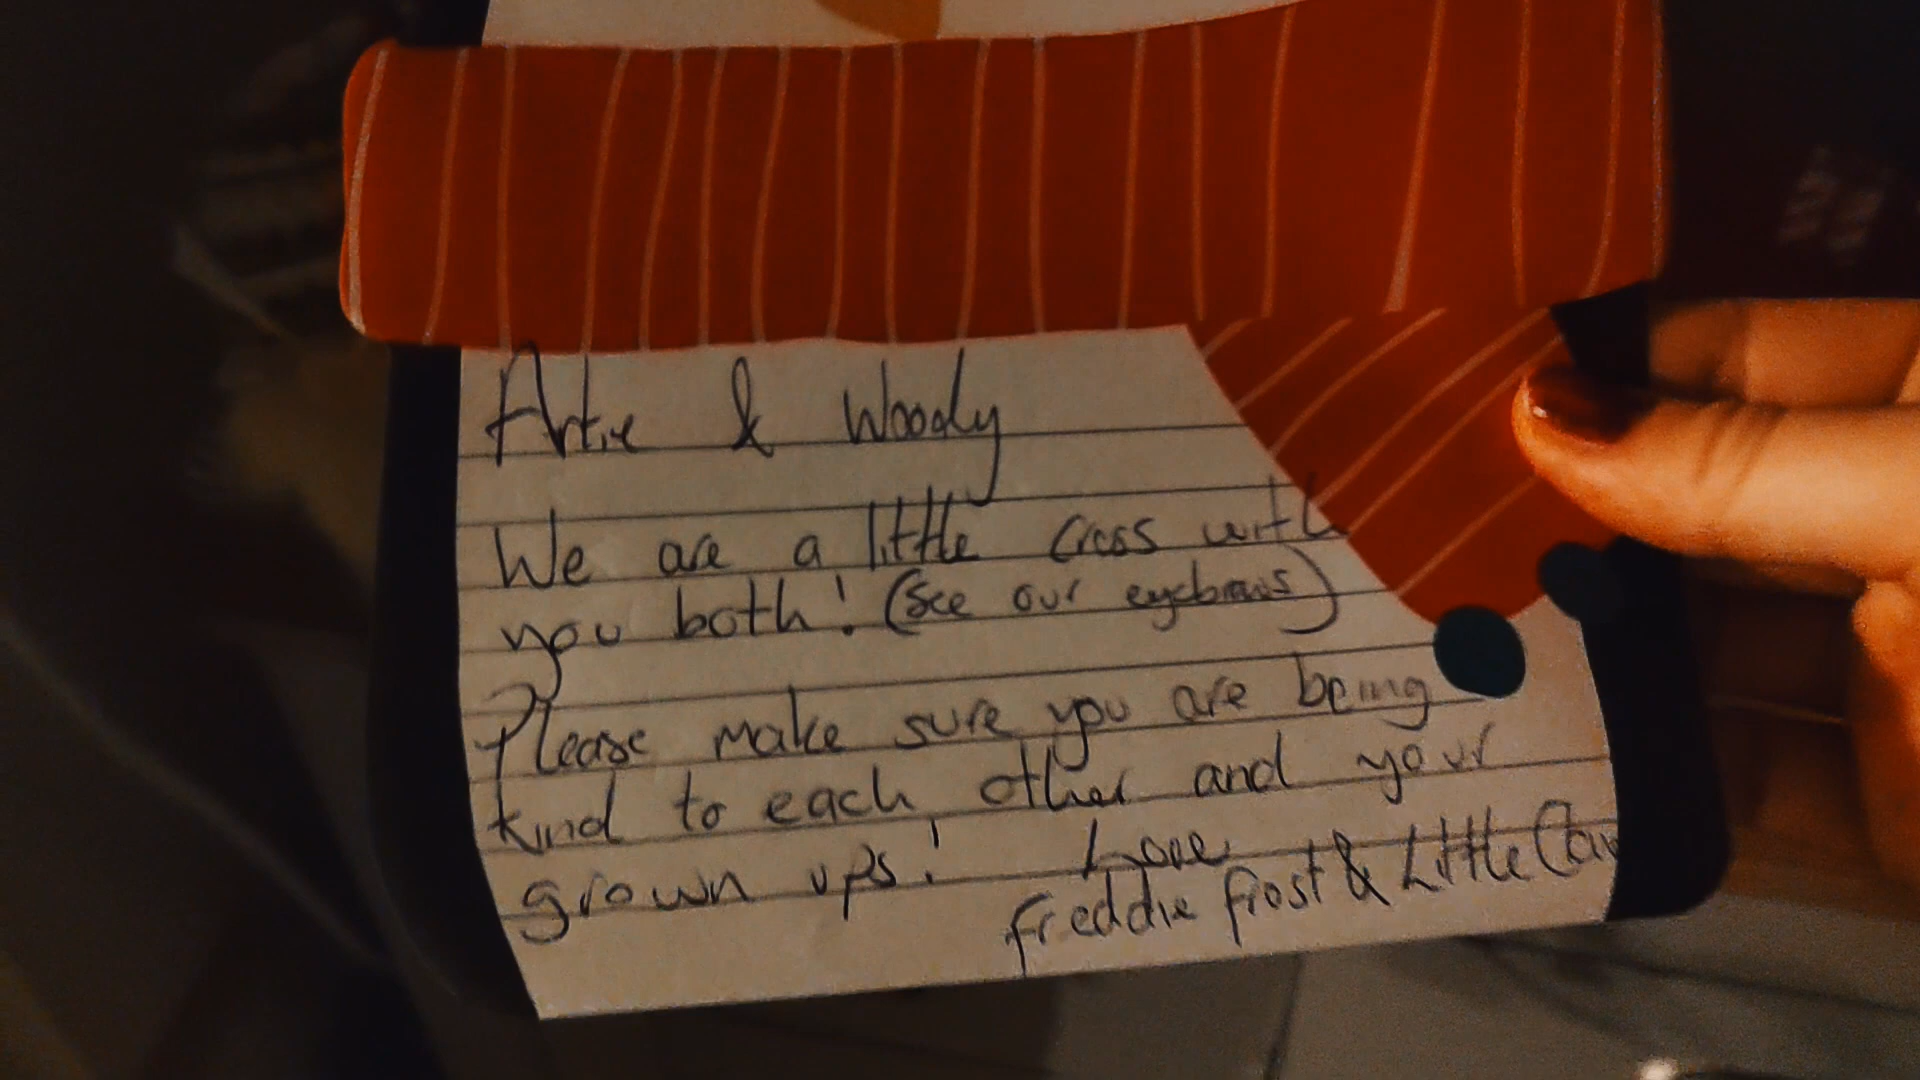 Artie & Woody
We are a little cross with
you both! (see our eyebrows)
Please make sure you are being
kind to each other and your
grown ups! Love
Freddie Frost & Little